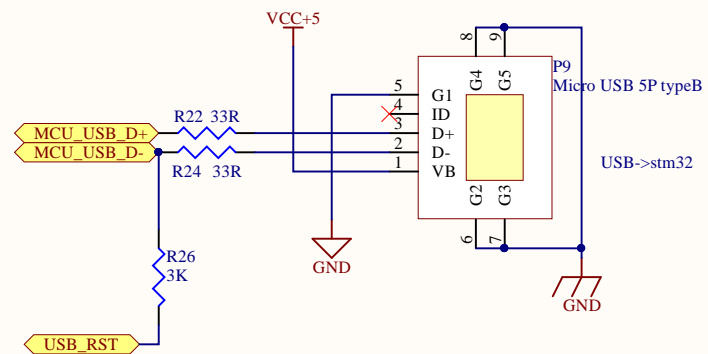 VCC+5
8
9
G4
G5
P9
Micro USB 5P typeB
5
G1
4
ID
R22 33R
MCU_USB_D+
3
D+
MCU_USB_D-
2
D-
R24 33R
1
VB
USB->stm32
G2
G3
6
7
R26
3K
GND
GND
USB_RST